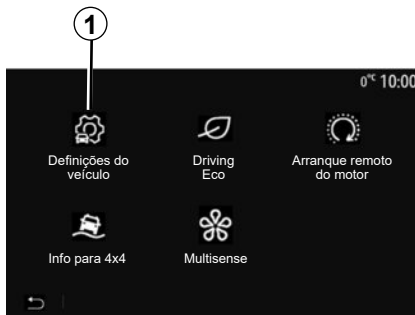 1
0°C 10:00
Definições do
veículo
Driving
Eco
Arranque remoto
do motor
Info para 4x4
Multisense